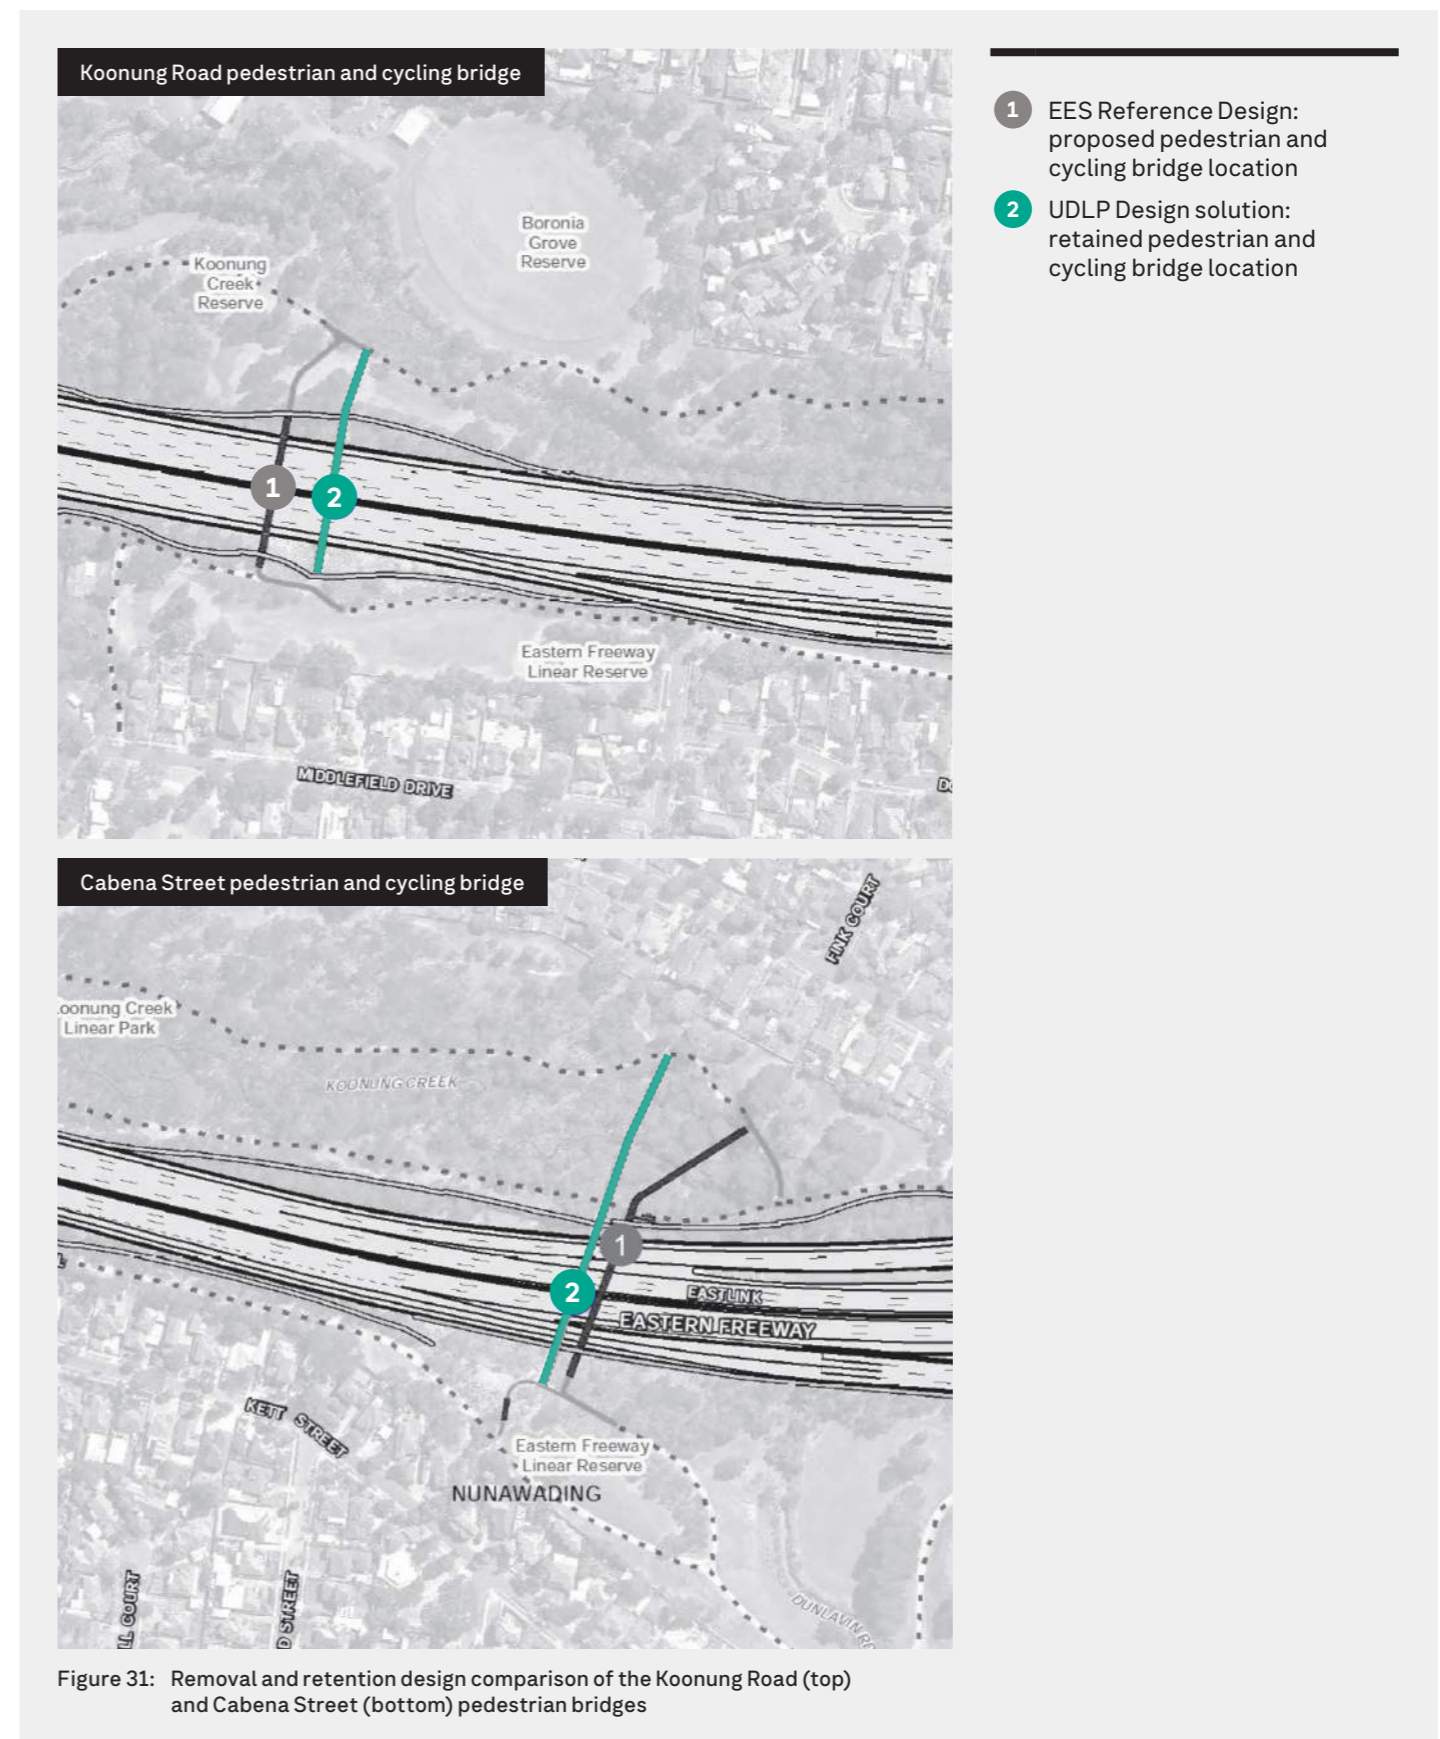 Koonung Road pedestrian and cycling bridge
Boronia
Grove
Reserve
Koonung
Creek
Reserve
1
2
Eastern Freeway
Linear Reserve
MIDDLEFIELD DRIVE
1 EES Reference Design:
proposed pedestrian and
cycling bridge location
2 UDLP Design solution:
retained pedestrian and
cycling bridge location
Cabena Street pedestrian and cycling bridge
FINK COURT
oonung Creek
Linear Park
KOONUNG CREEK
1
2
EASTLINK
EASTERN FREEWAY
KETT STREET
Eastern Freeway
Linear Reserve
NUNAWADING
LL COURT
D STREET
DUNLAVIN RO
Figure 31: Removal and retention design comparison of the Koonung Road (top)
and Cabena Street (bottom) pedestrian bridges